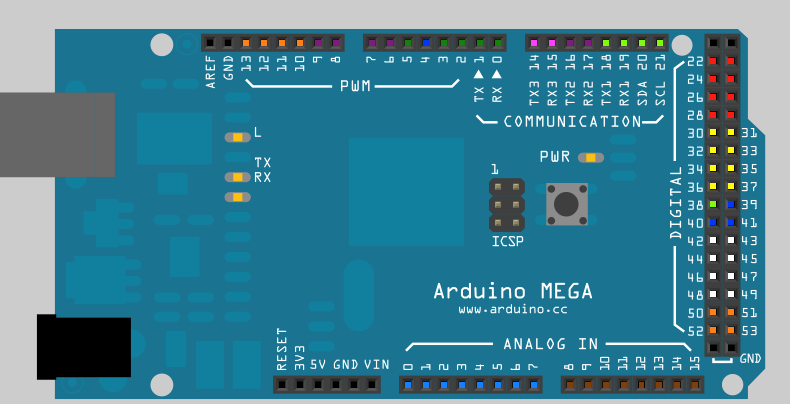 AREF GND 13 12 11 10 9 8 7 6 5 4 3 2 1 0 14 15 16 17 18 19 20 21
PWM
TX RX
TX3 RX3 TX2 RX2 TX1 RX1 SDA SCL
COMMUNICATION
L
TX
RX
PWR
1
ICSP
DIGITAL
22
24
26
28
30 31
32 33
34 35
36 37
38 39
40 41
42 43
44 45
46 47
48 49
50 51
52 53
GND
Arduino MEGA
www.arduino.cc
ANALOG IN
RESET 3V3 5V GND VIN
0 1 2 3 4 5 6 7 8 9 10 11 12 13 14 15